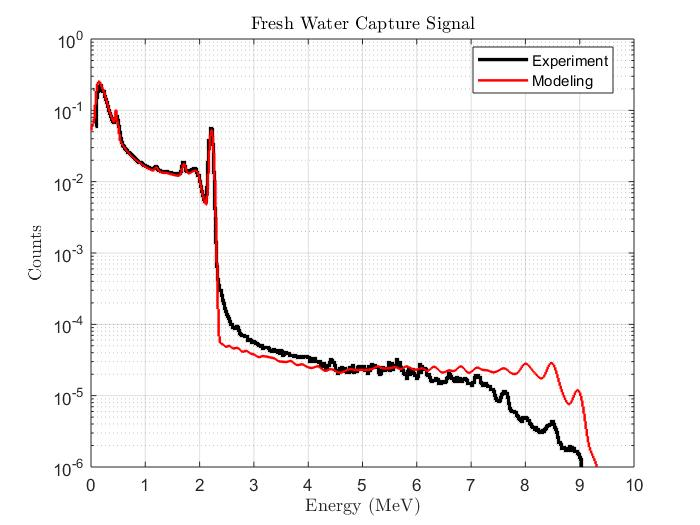 Fresh Water Capture Signal
Experiment
Modeling
10^0
10^-1
10^-2
10^-3
10^-4
10^-5
10^-6
Counts
0 1 2 3 4 5 6 7 8 9 10
Energy (MeV)